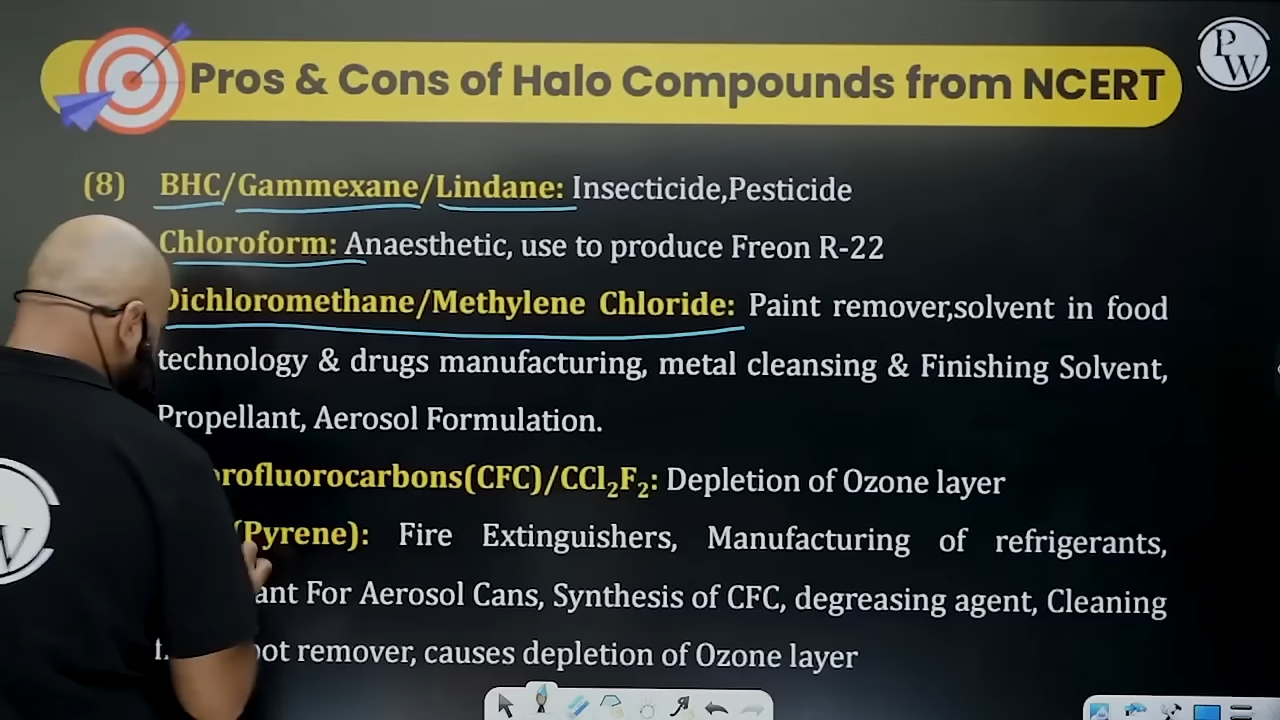 Pros & Cons of Halo Compounds from NCERT
PW
(8) BHC/Gammexane/Lindane: Insecticide,Pesticide
Chloroform: Anaesthetic, use to produce Freon R-22
Dichloromethane/Methylene Chloride: Paint remover,solvent in food
technology & drugs manufacturing, metal cleansing & Finishing Solvent,
Propellant, Aerosol Formulation.
rofluorocarbons(CFC)/CCl₂F₂: Depletion of Ozone layer
(Pyrene): Fire Extinguishers, Manufacturing of refrigerants,
ant For Aerosol Cans, Synthesis of CFC, degreasing agent, Cleaning
remover, causes depletion of Ozone layer
W